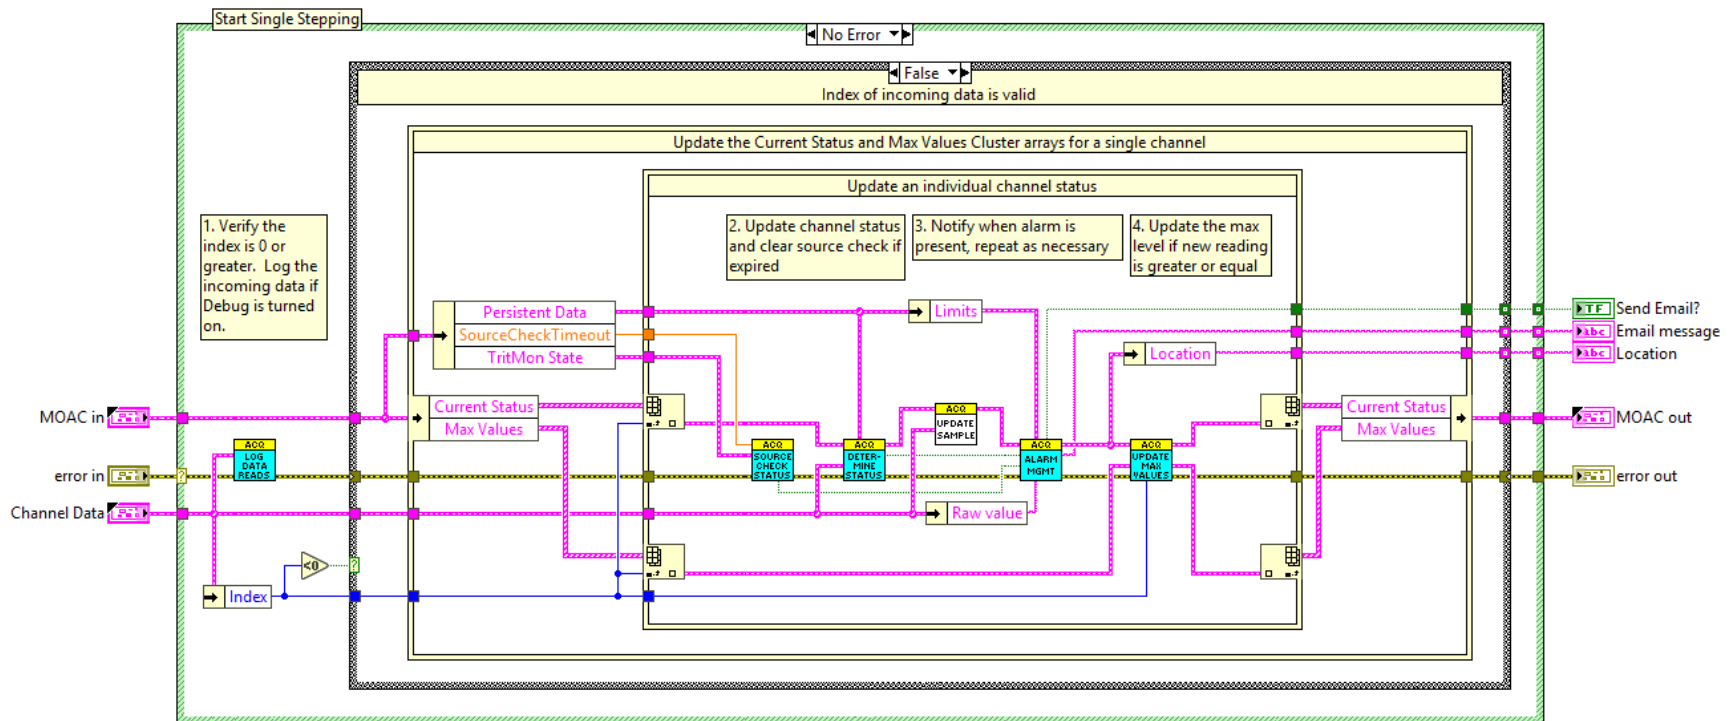 Start Single Stepping
No Error
False
Index of incoming data is valid
Update the Current Status and Max Values Cluster arrays for a single channel
Update an individual channel status
1. Verify the
index is 0 or
greater.  Log the
incoming data if
Debug is turned
on.
2. Update channel status
and clear source check if
expired
3. Notify when alarm is
present, repeat as necessary
4. Update the max
level if new reading
is greater or equal
Persistent Data
SourceCheckTimeout
TritMon State
Limits
Location
TF
Send Email?
abc
Email message
abc
Location
MOAC in
Current Status
Max Values
ACQ
UPDATE
SAMPLE
Current Status
Max Values
MOAC out
error in
?
ACQ
LOG
DATA
READS
ACQ
SOURCE
CHECK
STATUS
ACQ
DETER-
MINE
STATUS
ACQ
ALARM
MGMT
ACQ
UPDATE
MAX
VALUES
error out
Channel Data
Raw value
<0
?
Index